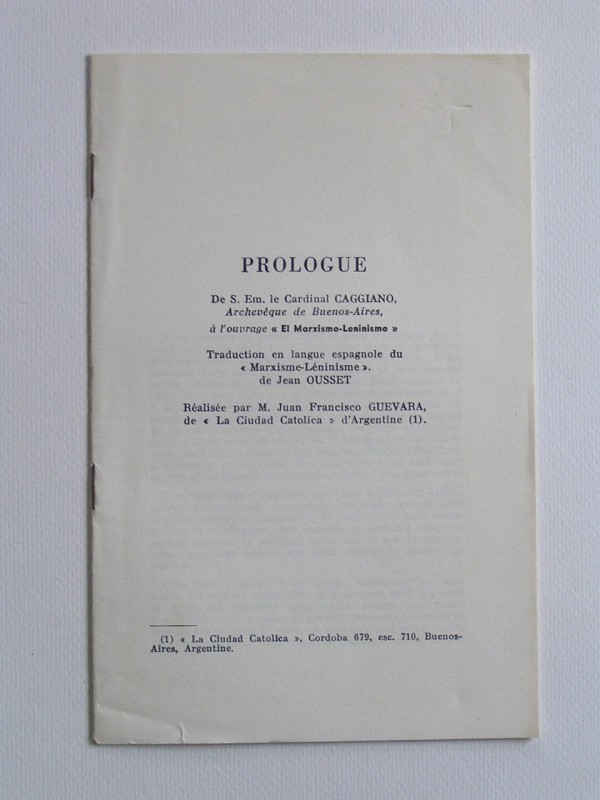 PROLOGUE
De S. Em. le Cardinal CAGGIANO,
Archevêque de Buenos-Aires,
à l'ouvrage « El Marxismo-Leninismo »
Traduction en langue espagnole du
« Marxisme-Léninisme ».
de Jean OUSSET
Réalisée par M. Juan Francisco GUEVARA,
de « La Ciudad Catolica » d'Argentine (1).
(1) « La Ciudad Catolica », Cordoba 679, esc. 710, Buenos-
Aires, Argentine.